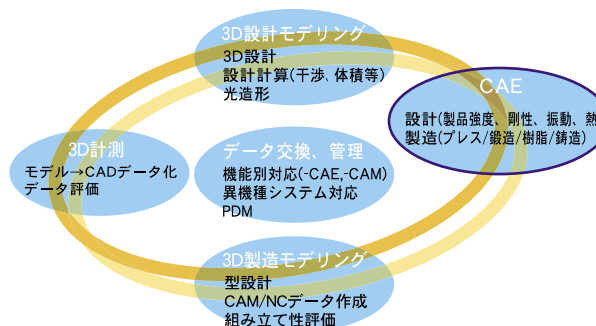 3D設計モデリング
3D設計
設計計算(干渉、体積等)
光造形
CAE
設計(製品強度、剛性、振動、熱
製造(プレス/鍛造/樹脂/鋳造)
3D計測
モデル→CADデータ化
データ評価
データ交換、管理
機能別対応(-CAE,-CAM)
異機種システム対応
PDM
3D製造モデリング
型設計
CAM/NCデータ作成
組み立て性評価